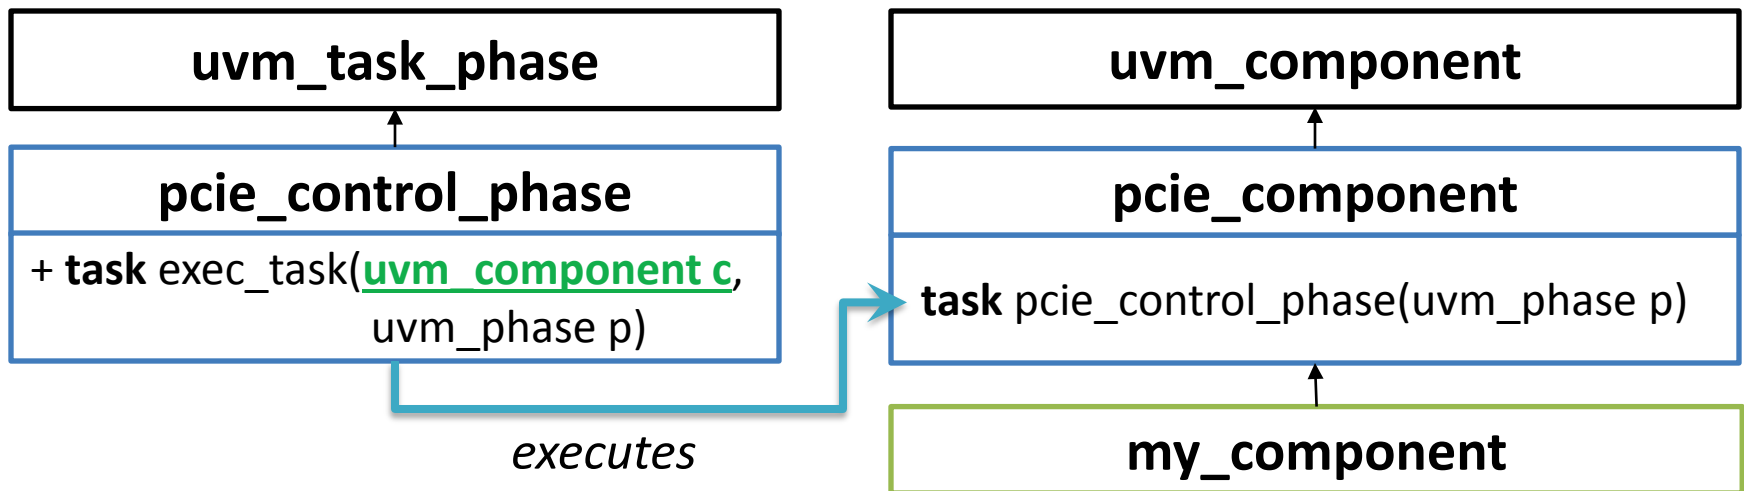 uvm_task_phase
pcie_control_phase
+ task exec_task(uvm_component c,
uvm_phase p)
executes
uvm_component
pcie_component
task pcie_control_phase(uvm_phase p)
my_component